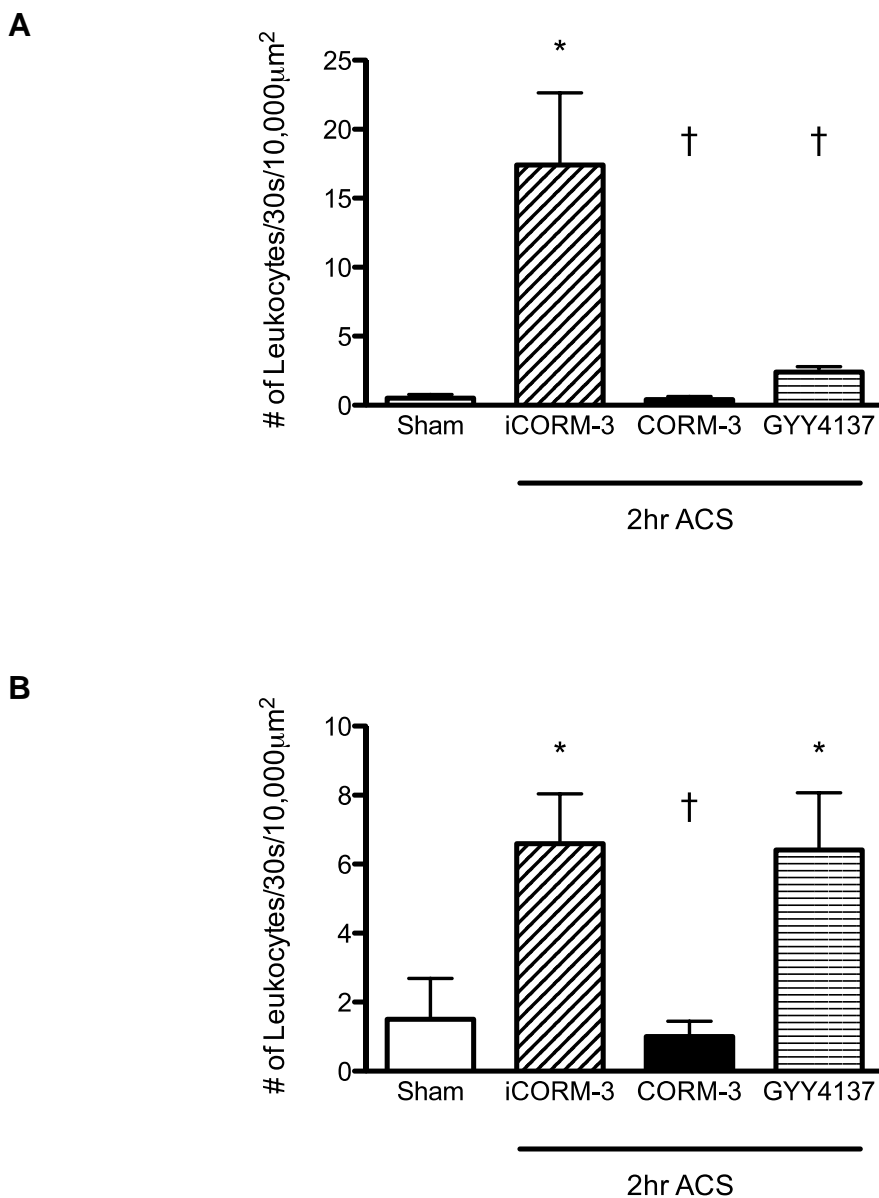 A
# of Leukocytes/30s/10,000μm²
25
20
15
10
5
0
*
†
†
Sham
iCORM-3
CORM-3
GYY4137
2hr ACS
B
# of Leukocytes/30s/10,000μm²
10
8
6
4
2
0
*
†
*
Sham
iCORM-3
CORM-3
GYY4137
2hr ACS